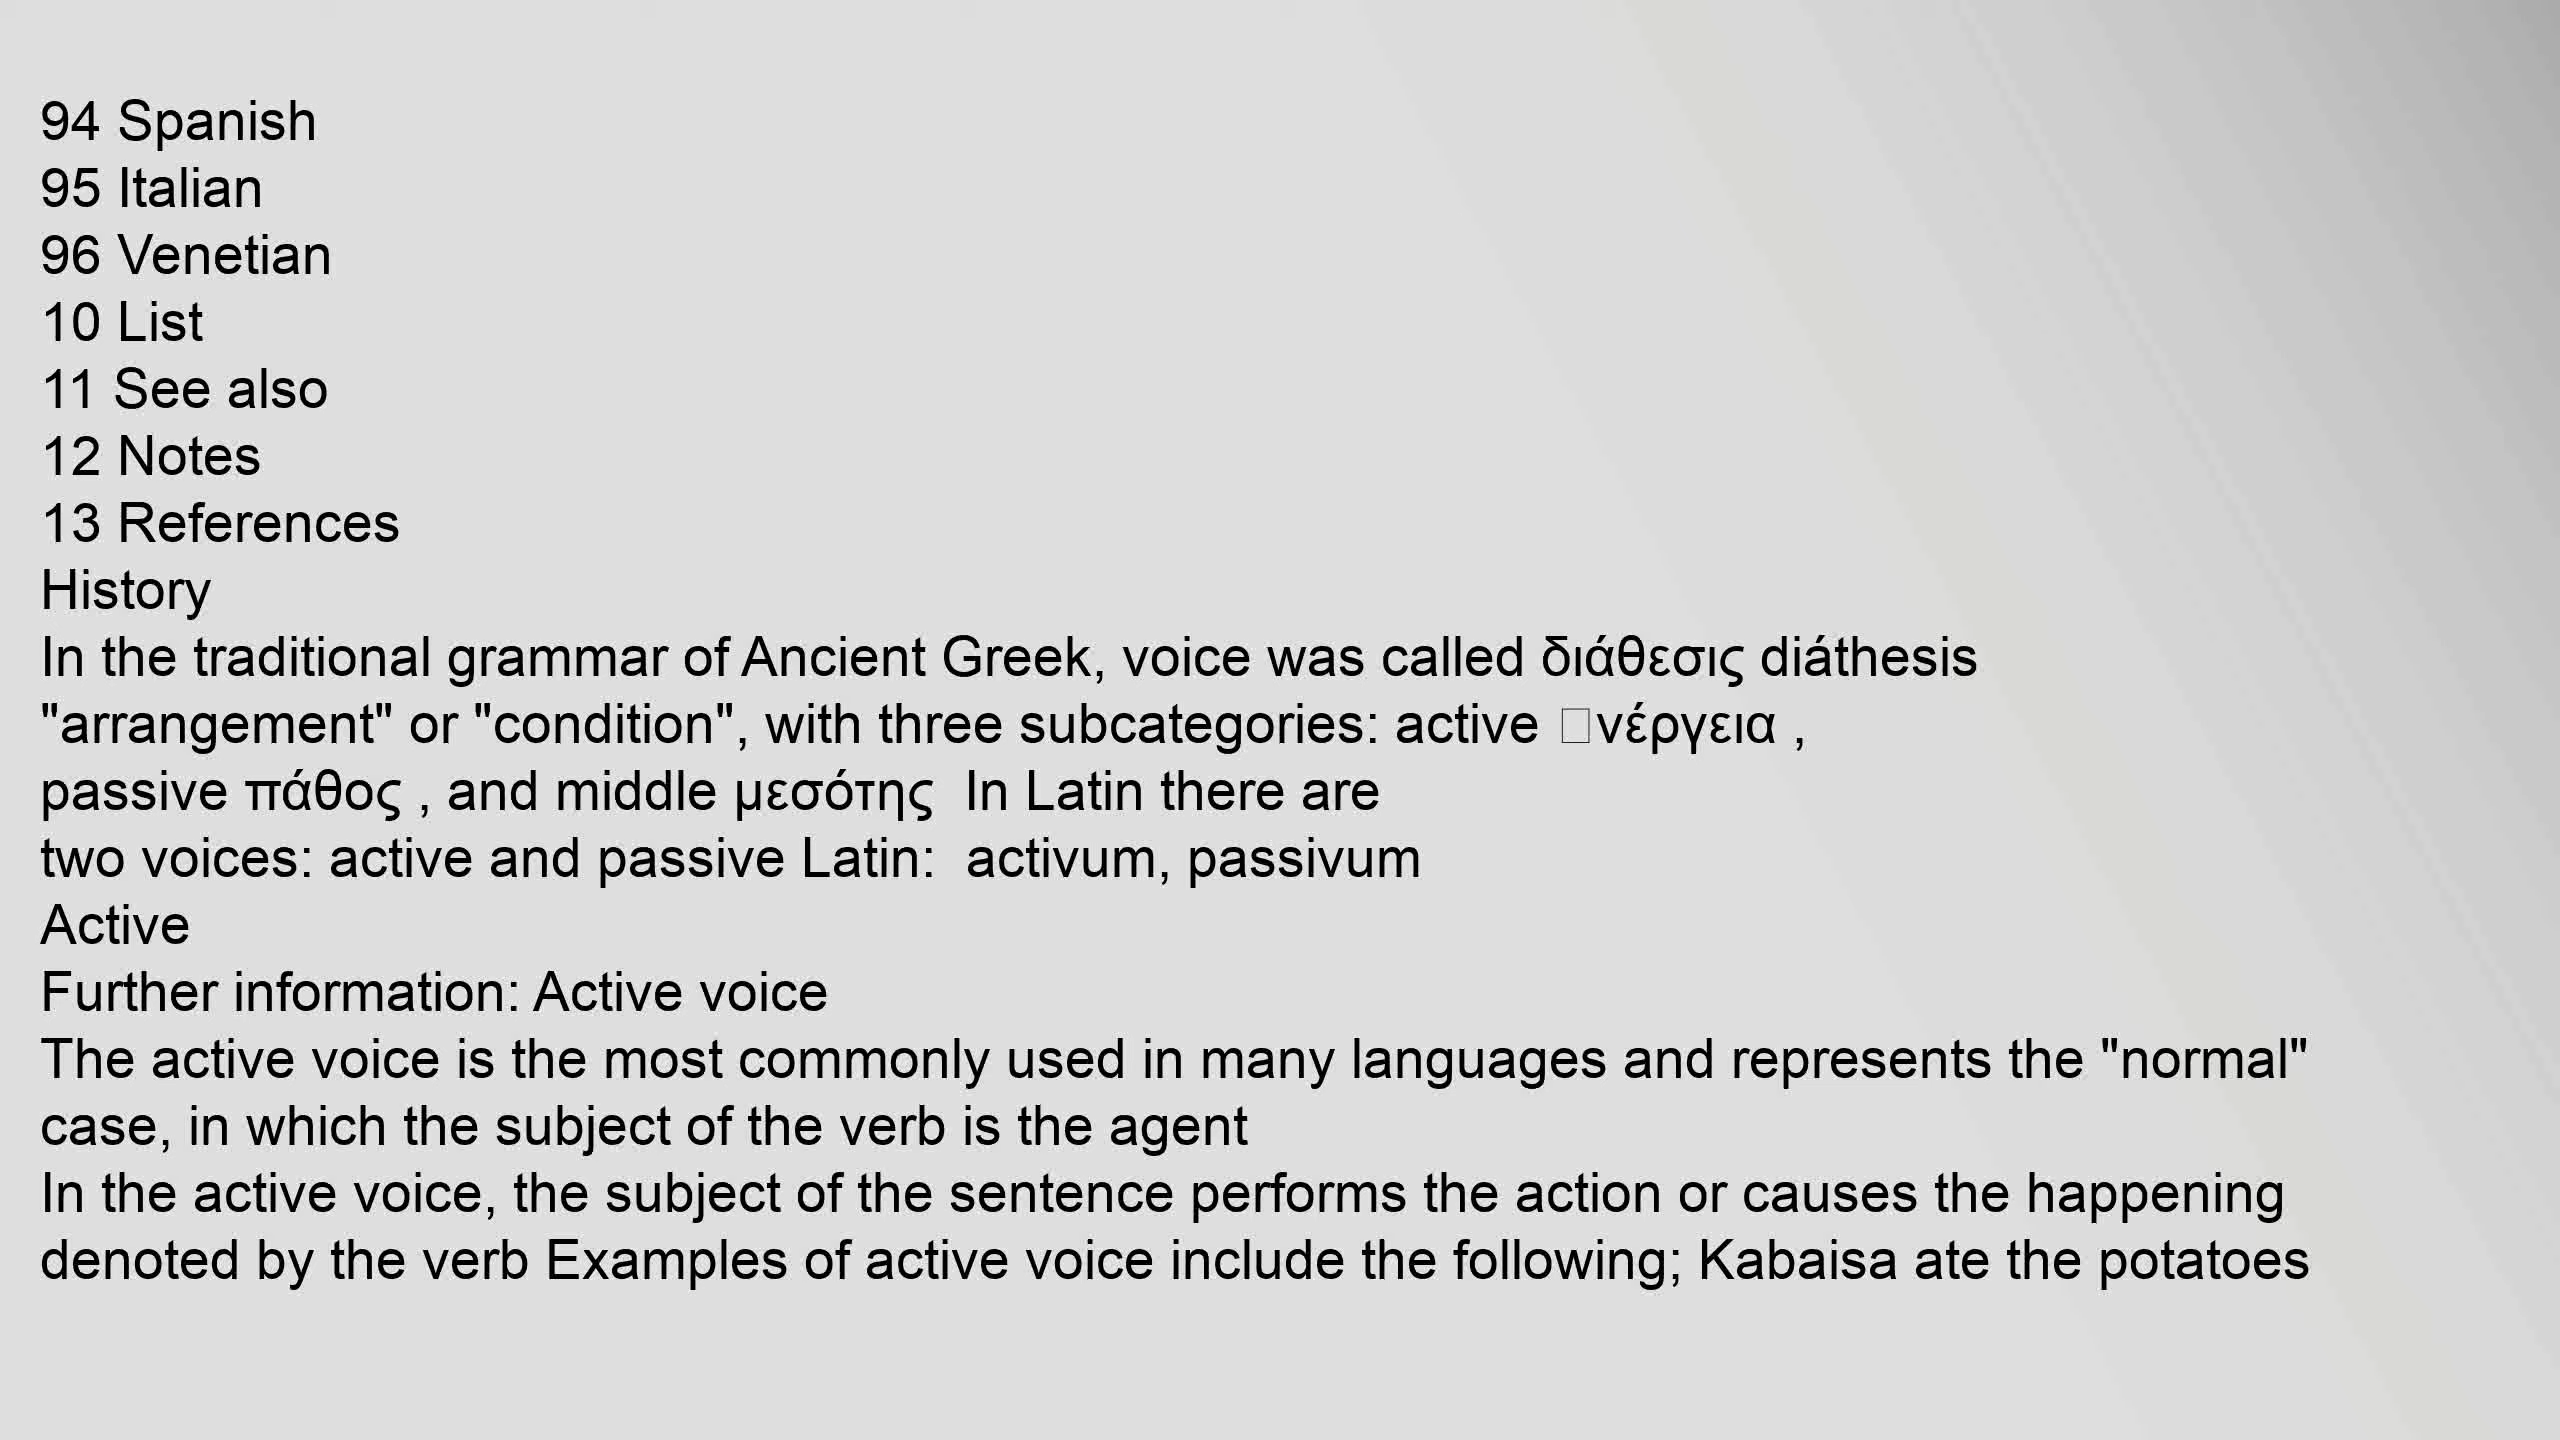 94 Spanish
95 Italian
96 Venetian
10 List
11 See also
12 Notes
13 References
History
In the traditional grammar of Ancient Greek, voice was called διάθεσις diáthesis
"arrangement" or "condition", with three subcategories: active □νέργεια ,
passive πάθος , and middle μεσότης  In Latin there are
two voices: active and passive Latin:  activum, passivum
Active
Further information: Active voice
The active voice is the most commonly used in many languages and represents the "normal"
case, in which the subject of the verb is the agent
In the active voice, the subject of the sentence performs the action or causes the happening
denoted by the verb Examples of active voice include the following; Kabaisa ate the potatoes